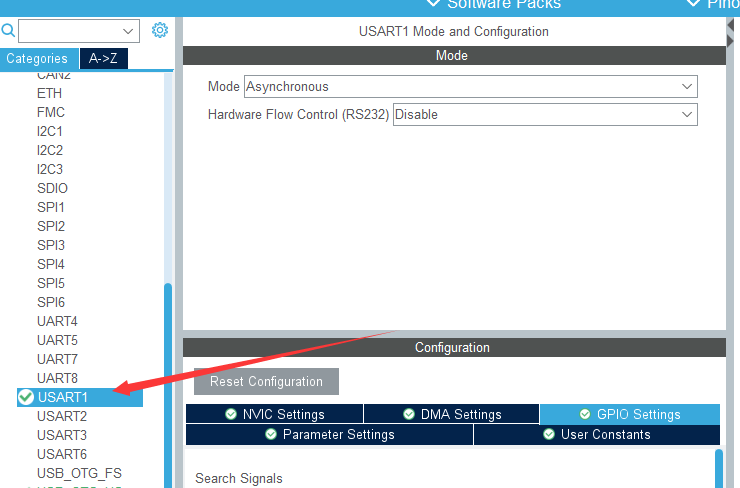 Software Packs
Pino
USART1 Mode and Configuration
Categories
A->Z
Mode
Mode Asynchronous
Hardware Flow Control (RS232) Disable
CAN2
ETH
FMC
I2C1
I2C2
I2C3
SDIO
SPI1
SPI2
SPI3
SPI4
SPI5
SPI6
UART4
UART5
UART7
UART8
USART1
USART2
USART3
USART6
USB_OTG_FS
Configuration
Reset Configuration
NVIC Settings
DMA Settings
GPIO Settings
Parameter Settings
User Constants
Search Signals